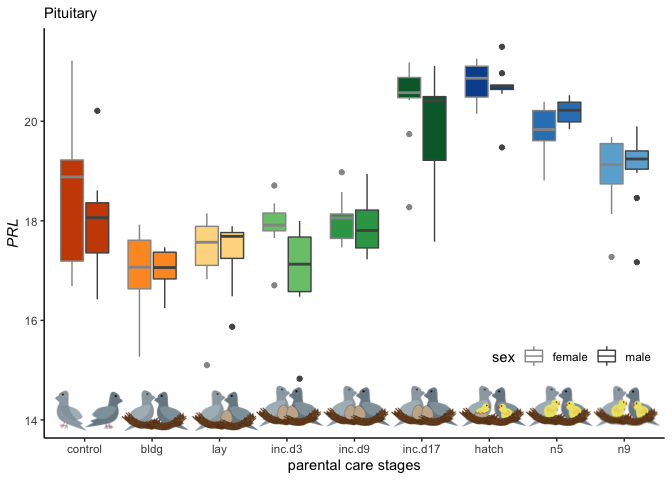 Pituitary
PRL
20
18
16
14
sex female male
control bldg lay inc.d3 inc.d9 inc.d17 hatch n5 n9
parental care stages